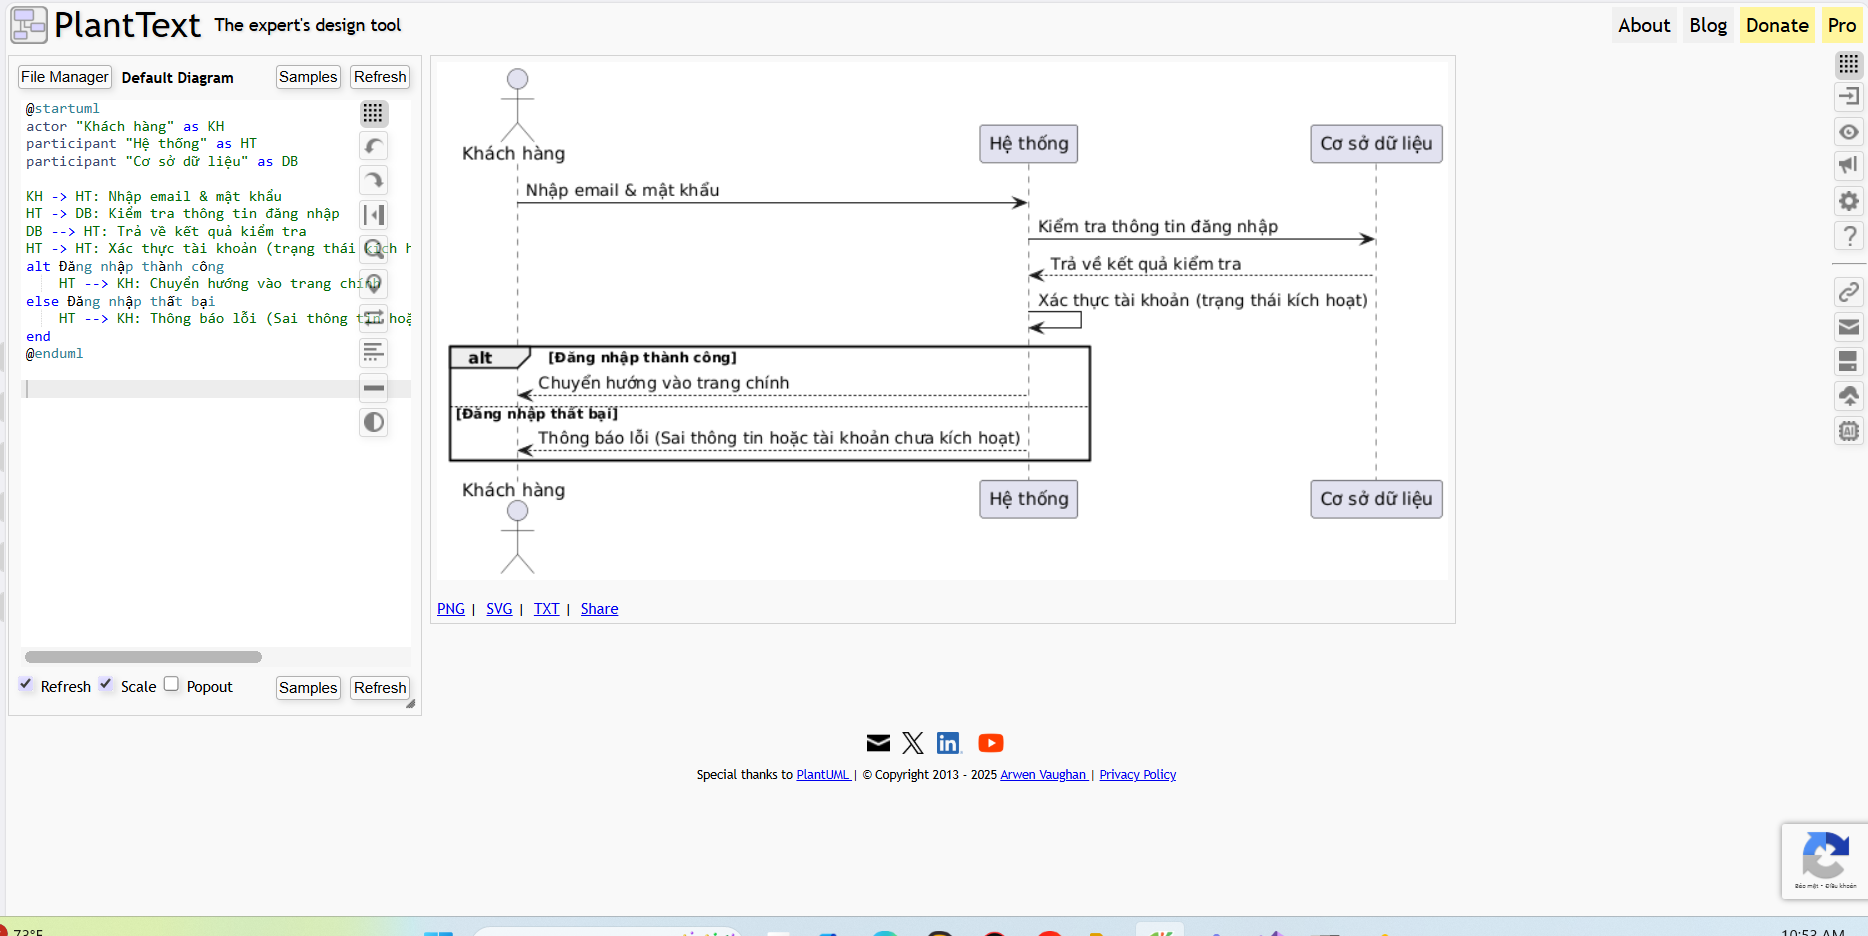 PlantText The expert's design tool
About Blog Donate Pro
File Manager Default Diagram Samples Refresh
@startuml
actor "Khách hàng" as KH
participant "Hệ thống" as HT
participant "Cơ sở dữ liệu" as DB
KH -> HT: Nhập email & mật khẩu
HT -> DB: Kiểm tra thông tin đăng nhập
DB --> HT: Trả về kết quả kiểm tra
HT -> HT: Xác thực tài khoản (trạng thái kích h
alt Đăng nhập thành công
HT --> KH: Chuyển hướng vào trang chính
else Đăng nhập thất bại
HT --> KH: Thông báo lỗi (Sai thông tin hoặ
end
@enduml
Refresh Scale Popout Samples Refresh
Khách hàng
Hệ thống
Cơ sở dữ liệu
Nhập email & mật khẩu
Kiểm tra thông tin đăng nhập
Trả về kết quả kiểm tra
Xác thực tài khoản (trạng thái kích hoạt)
alt [Đăng nhập thành công]
Chuyển hướng vào trang chính
[Đăng nhập thất bại]
Thông báo lỗi (Sai thông tin hoặc tài khoản chưa kích hoạt)
Khách hàng
Hệ thống
Cơ sở dữ liệu
PNG | SVG | TXT | Share
AI
in
Special thanks to PlantUML | © Copyright 2013 - 2025 Arwen Vaughan | Privacy Policy
Bảo mật - Điều khoản
73°F
10:53 AM